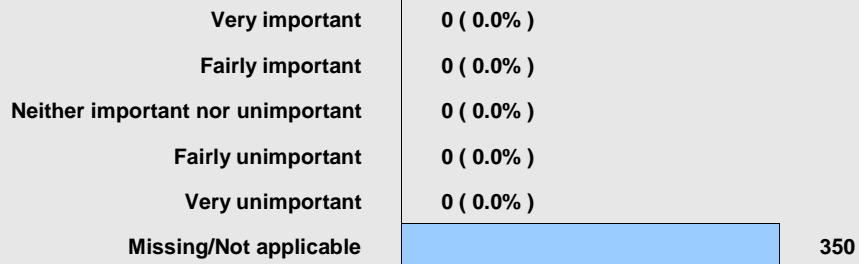 Very important 0 ( 0.0% )
Fairly important 0 ( 0.0% )
Neither important nor unimportant 0 ( 0.0% )
Fairly unimportant 0 ( 0.0% )
Very unimportant 0 ( 0.0% )
Missing/Not applicable 350